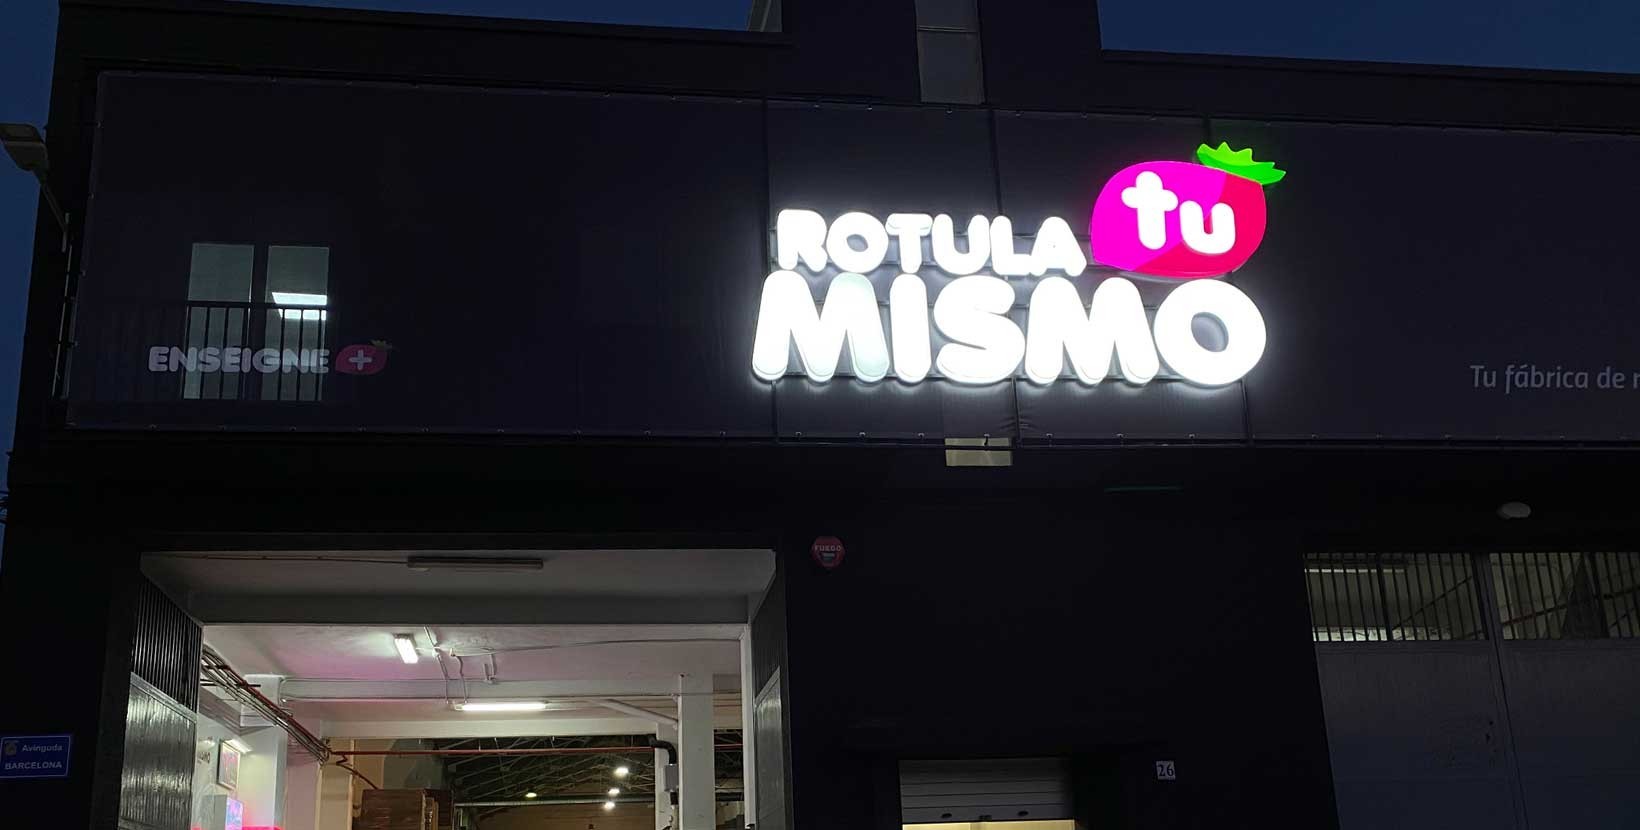 ROTULA tu
MISMO
ENSEIGNE +
Tu fábrica de
FUEGO
Avinguda
BARCELONA
26